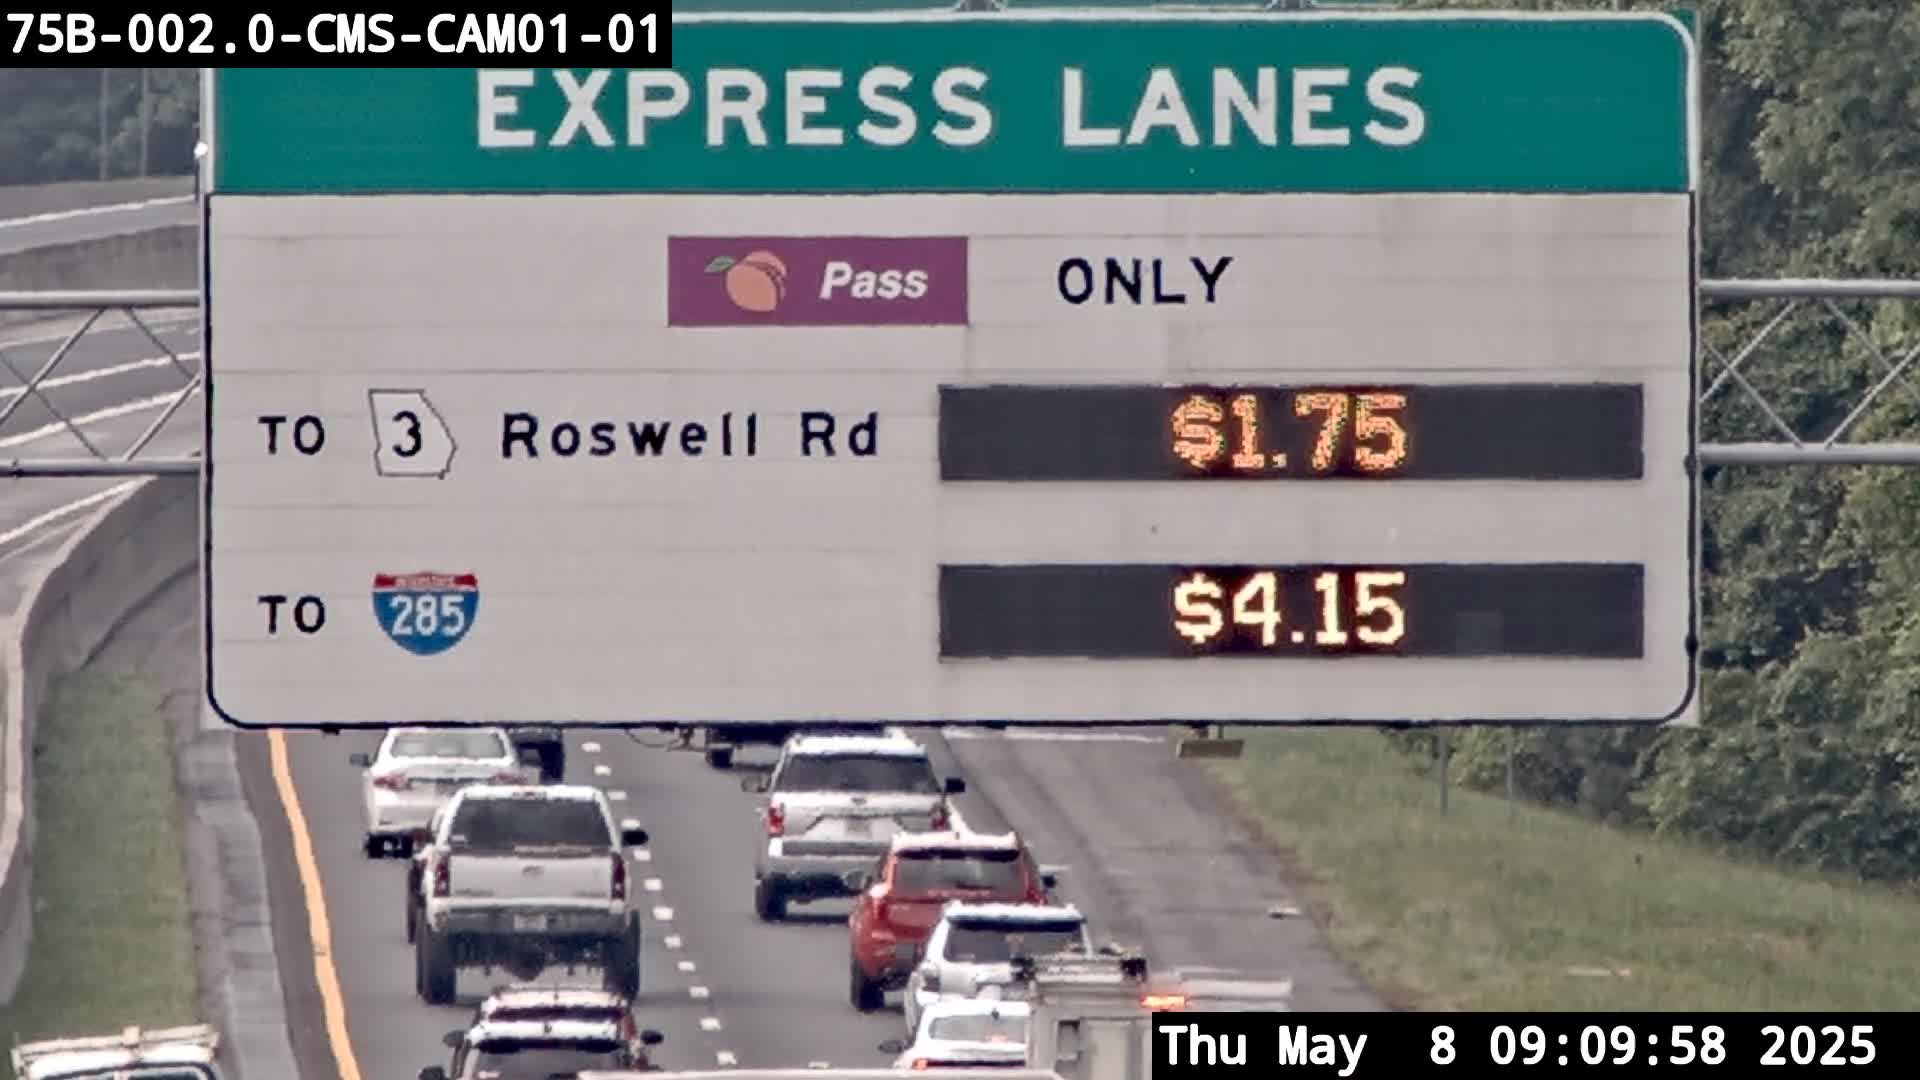 75B-002.0-CMS-CAM01-01
EXPRESS LANES
Pass ONLY
TO 3 Roswell Rd $1.75
TO 285 $4.15
Thu May 8 09:09:58 2025